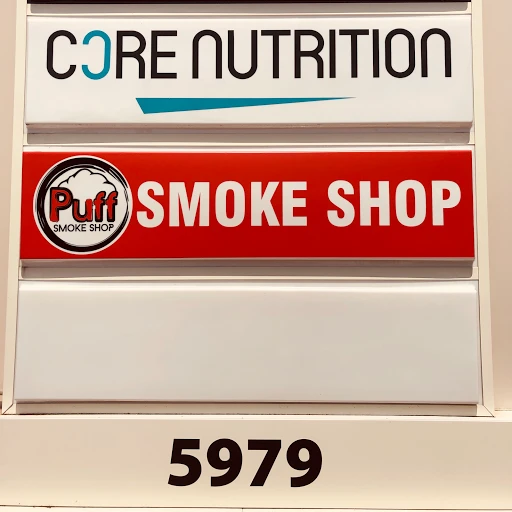 CORE NUTRITION
Puff
SMOKE SHOP
SMOKE SHOP
5979